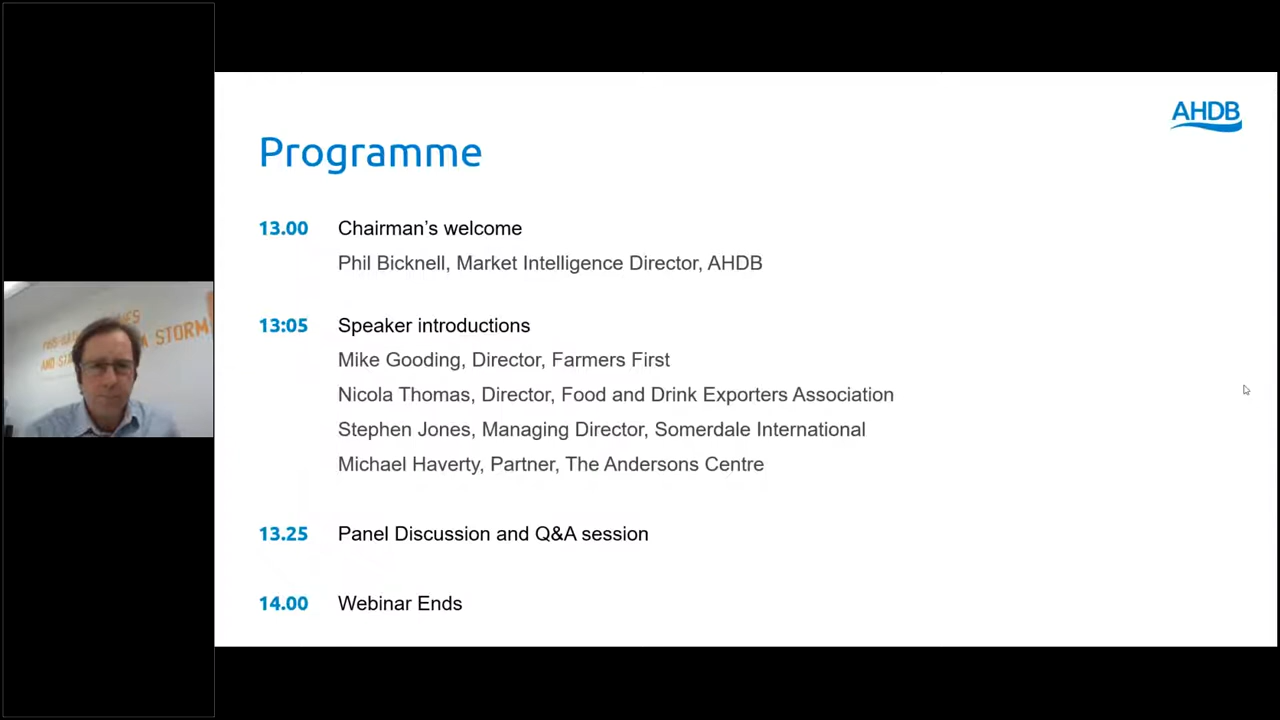 AHDB
Programme
13.00 Chairman's welcome
Phil Bicknell, Market Intelligence Director, AHDB
13:05 Speaker introductions
Mike Gooding, Director, Farmers First
Nicola Thomas, Director, Food and Drink Exporters Association
Stephen Jones, Managing Director, Somerdale International
Michael Haverty, Partner, The Andersons Centre
13.25 Panel Discussion and Q&A session
14.00 Webinar Ends
AND STORM